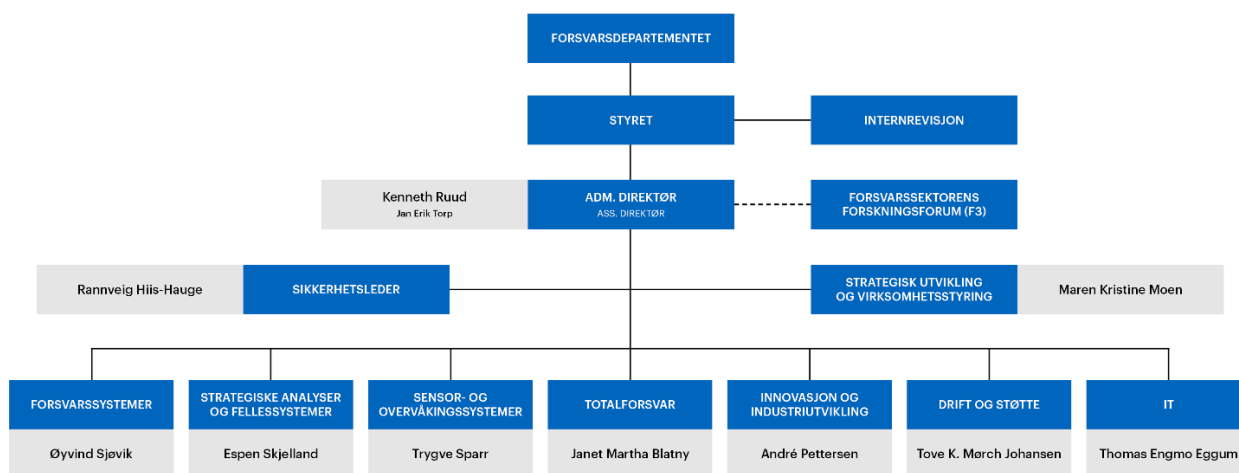 FORSVARSDEPARTEMENTET
STYRET
INTERNREVISJON
Kenneth Ruud
Jan Erik Torp
ADM. DIREKTØR
ASS. DIREKTØR
FORSVARSSEKTORENS
FORSKNINGSFORUM (F3)
Rannveig Hiis-Hauge
SIKKERHETSLEDER
STRATEGISK UTVIKLING
OG VIRKSOMHETSSTYRING
Maren Kristine Moen
FORSVARSSYSTEMER
Øyvind Sjøvik
STRATEGISKE ANALYSER
OG FELLESSYSTEMER
Espen Skjelland
SENSOR- OG
OVERVÅKINGSSYSTEMER
Trygve Sparr
TOTALFORSVAR
Janet Martha Blatny
INNOVASJON OG
INDUSTRIUTVIKLING
André Pettersen
DRIFT OG STØTTE
Tove K. Mørch Johansen
IT
Thomas Engmo Eggum